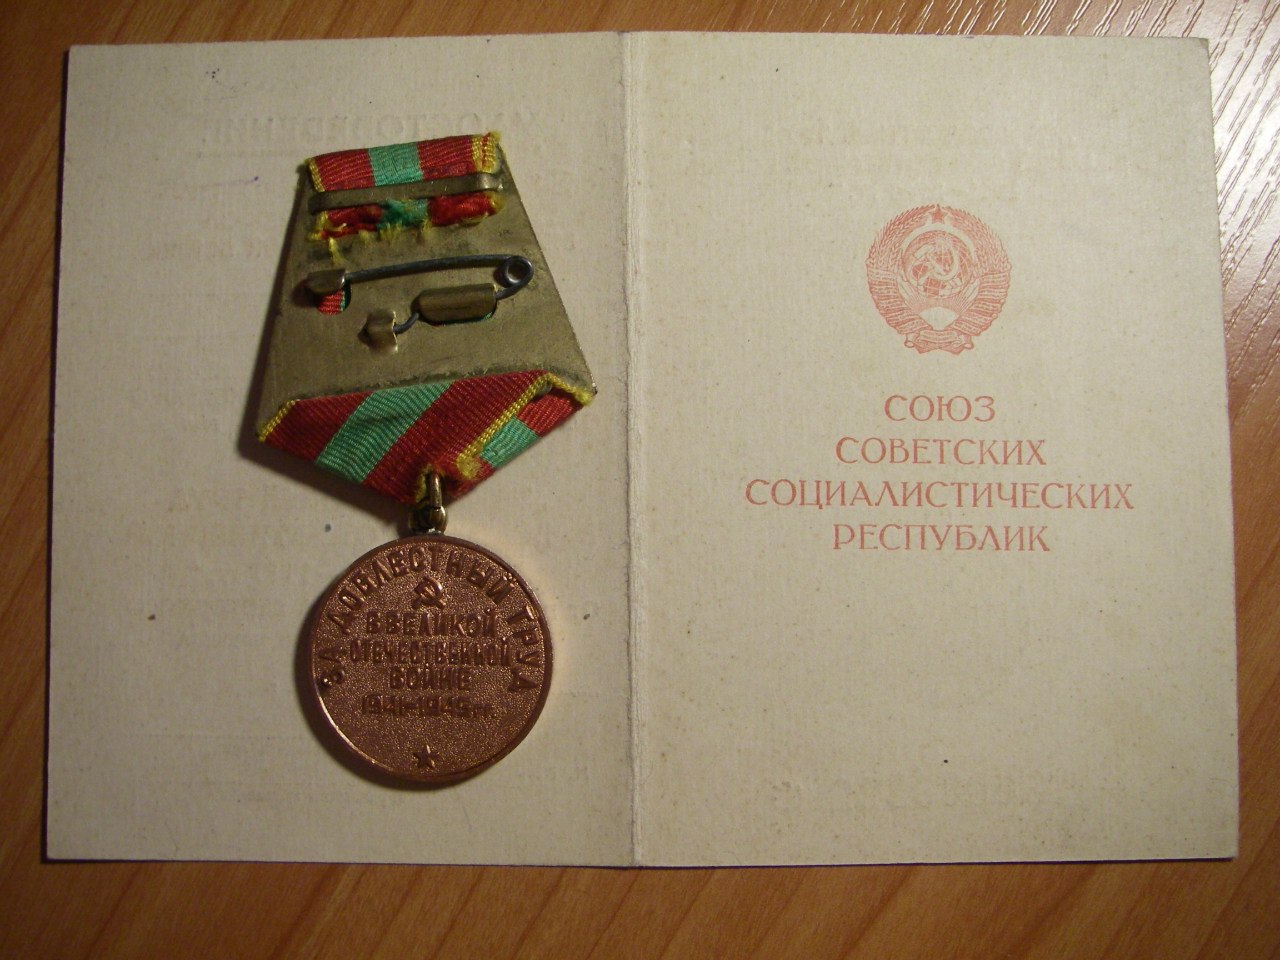 ЗА ДОБЛЕСТНЫЙ ТРУД
В ВЕЛИКОЙ
ОТЕЧЕСТВЕННОЙ
ВОЙНЕ
1941-1945 гг.
СОЮЗ
СОВЕТСКИХ
СОЦИАЛИСТИЧЕСКИХ
РЕСПУБЛИК